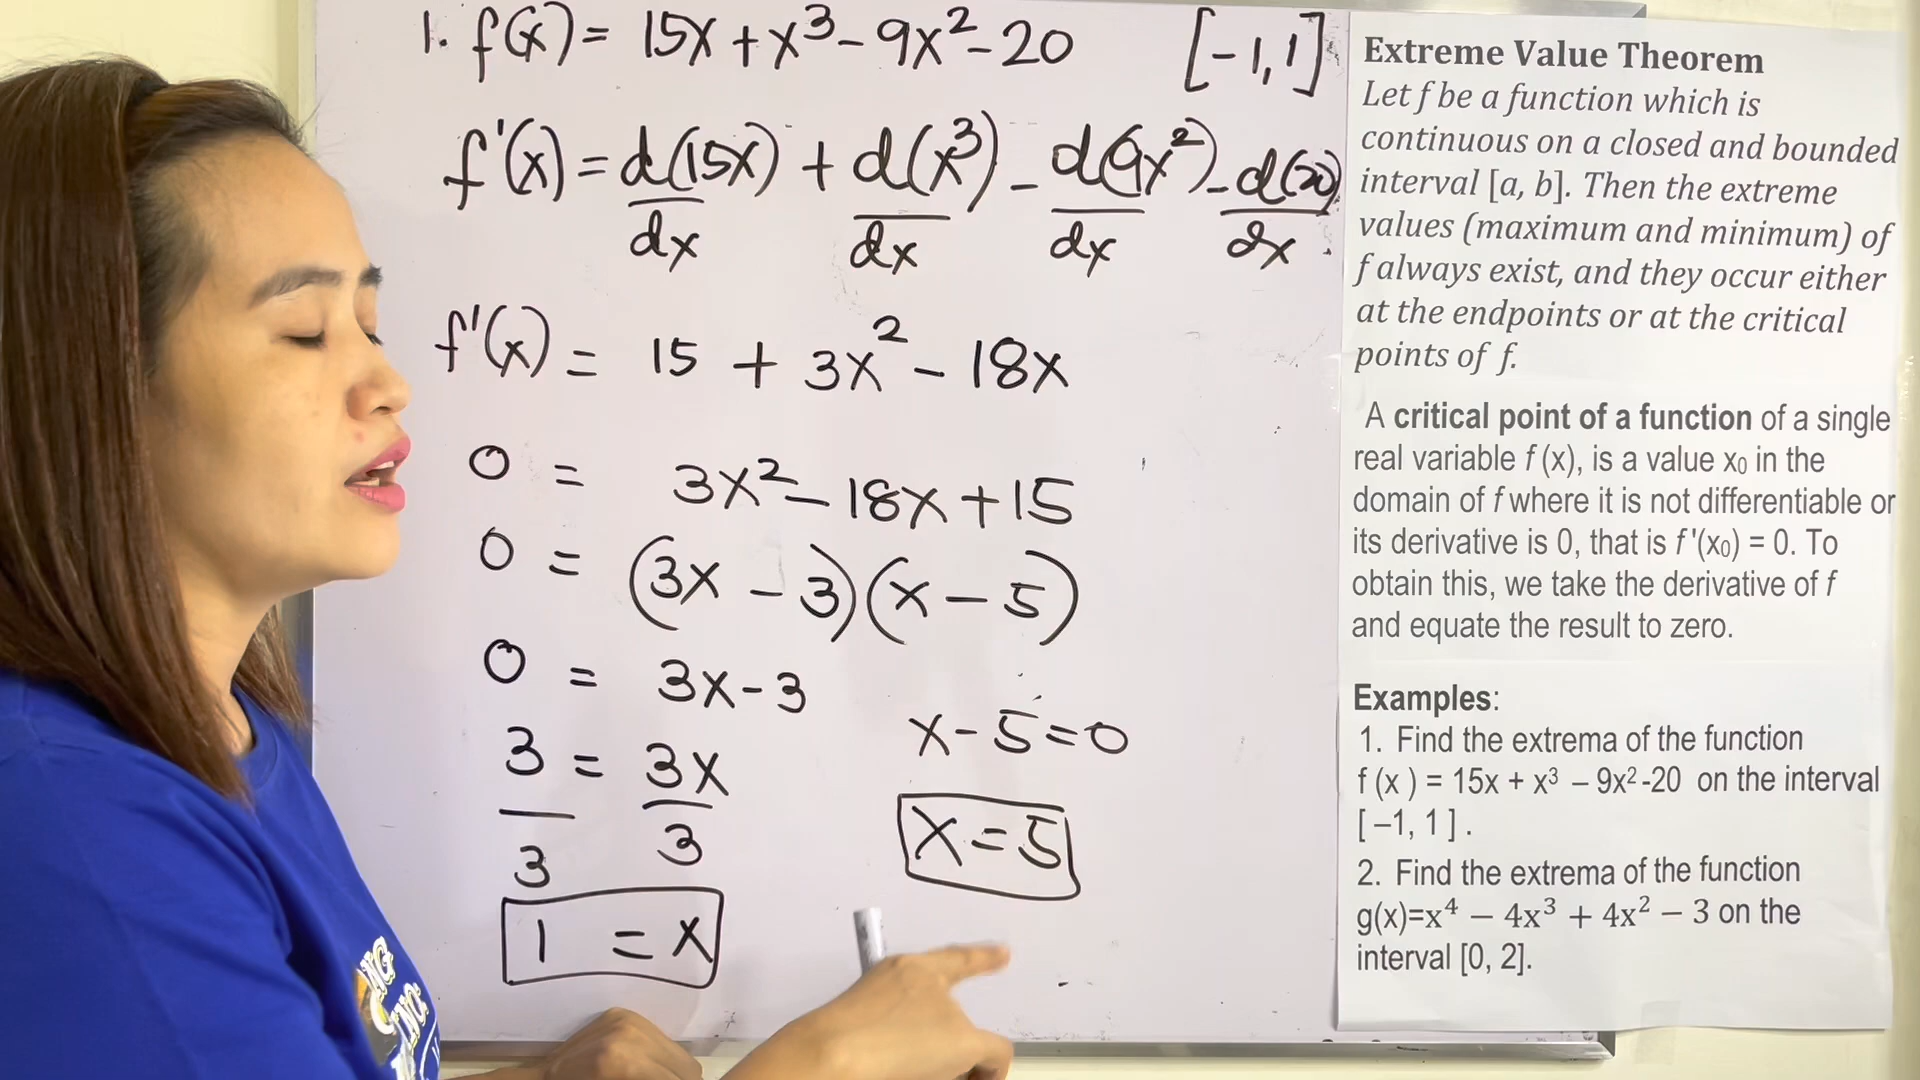 1. f(x) = 15x + x³ - 9x² - 20 [-1, 1]
f'(x) = d(15x)/dx + d(x³)/dx - d(9x²)/dx - d(20)/dx
f'(x) = 15 + 3x² - 18x
0 = 3x² - 18x + 15
0 = (3x - 3)(x - 5)
0 = 3x - 3
3/3 = 3x/3
1 = x
x - 5 = 0
x = 5
Extreme Value Theorem
Let f be a function which is
continuous on a closed and bounded
interval [a, b]. Then the extreme
values (maximum and minimum) of
f always exist, and they occur either
at the endpoints or at the critical
points of f.
A critical point of a function of a single
real variable f (x), is a value x₀ in the
domain of f where it is not differentiable or
its derivative is 0, that is f '(x₀) = 0. To
obtain this, we take the derivative of f
and equate the result to zero.
Examples:
1. Find the extrema of the function
f (x ) = 15x + x³ – 9x²-20 on the interval
[ –1, 1 ] .
2. Find the extrema of the function
g(x)=x⁴ − 4x³ + 4x² − 3 on the
interval [0, 2].